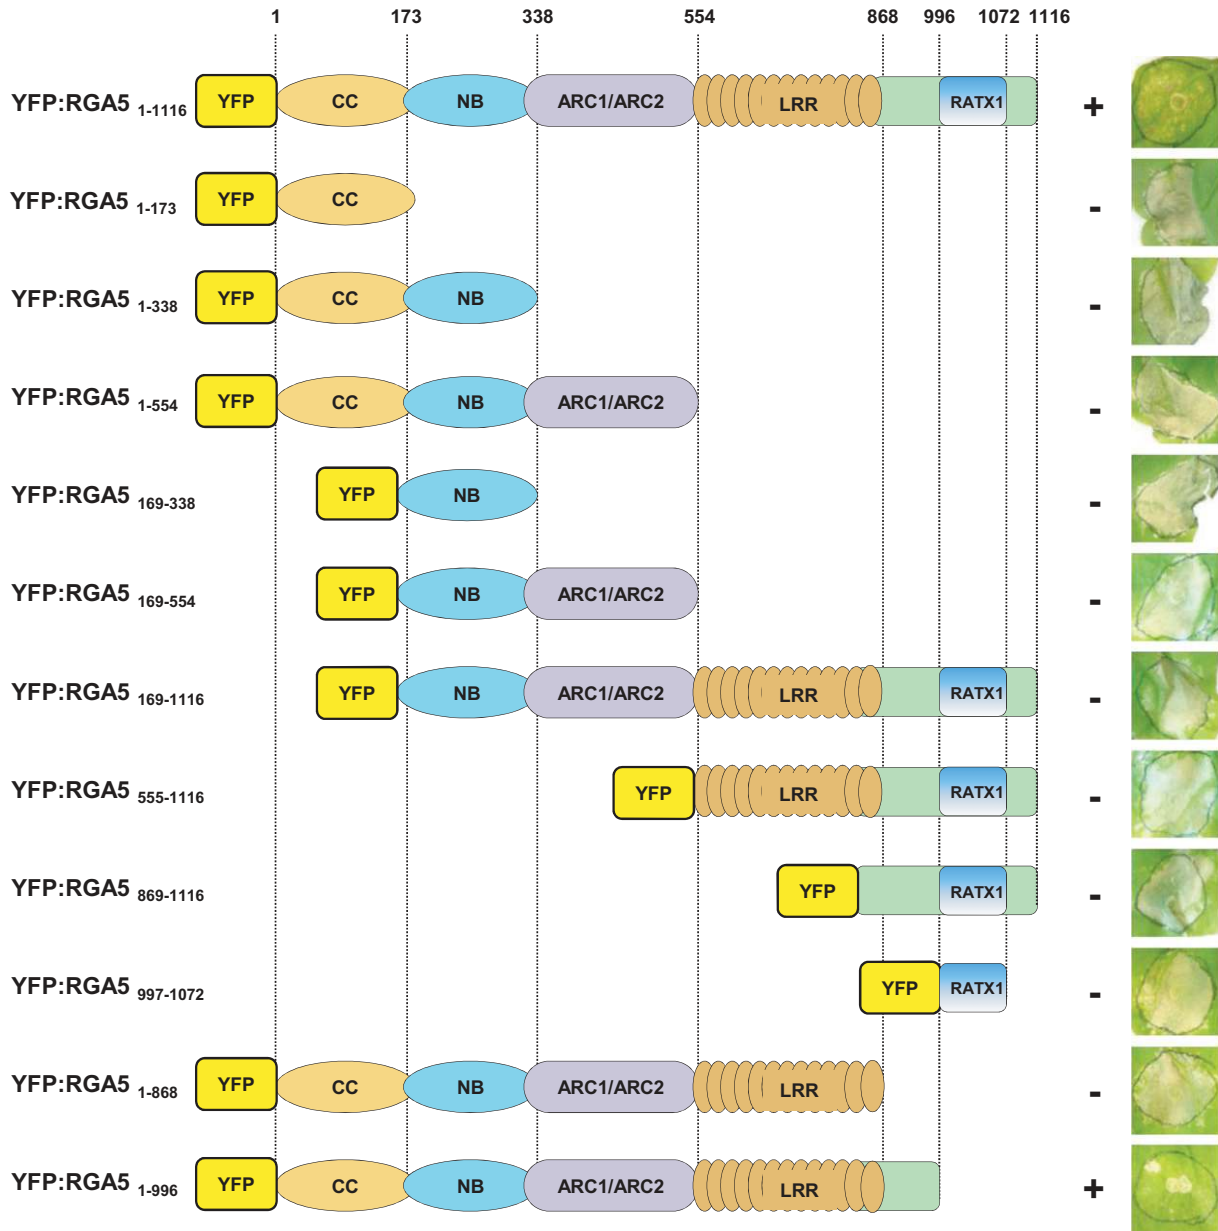 1 173 338 554 868 996 1072 1116
YFP:RGA5 1-1116 YFP CC NB ARC1/ARC2 LRR RATX1 +
YFP:RGA5 1-173 YFP CC -
YFP:RGA5 1-338 YFP CC NB -
YFP:RGA5 1-554 YFP CC NB ARC1/ARC2 -
YFP:RGA5 169-338 YFP NB -
YFP:RGA5 169-554 YFP NB ARC1/ARC2 -
YFP:RGA5 169-1116 YFP NB ARC1/ARC2 LRR RATX1 -
YFP:RGA5 555-1116 YFP LRR RATX1 -
YFP:RGA5 869-1116 YFP RATX1 -
YFP:RGA5 997-1072 YFP RATX1 -
YFP:RGA5 1-868 YFP CC NB ARC1/ARC2 LRR -
YFP:RGA5 1-996 YFP CC NB ARC1/ARC2 LRR +